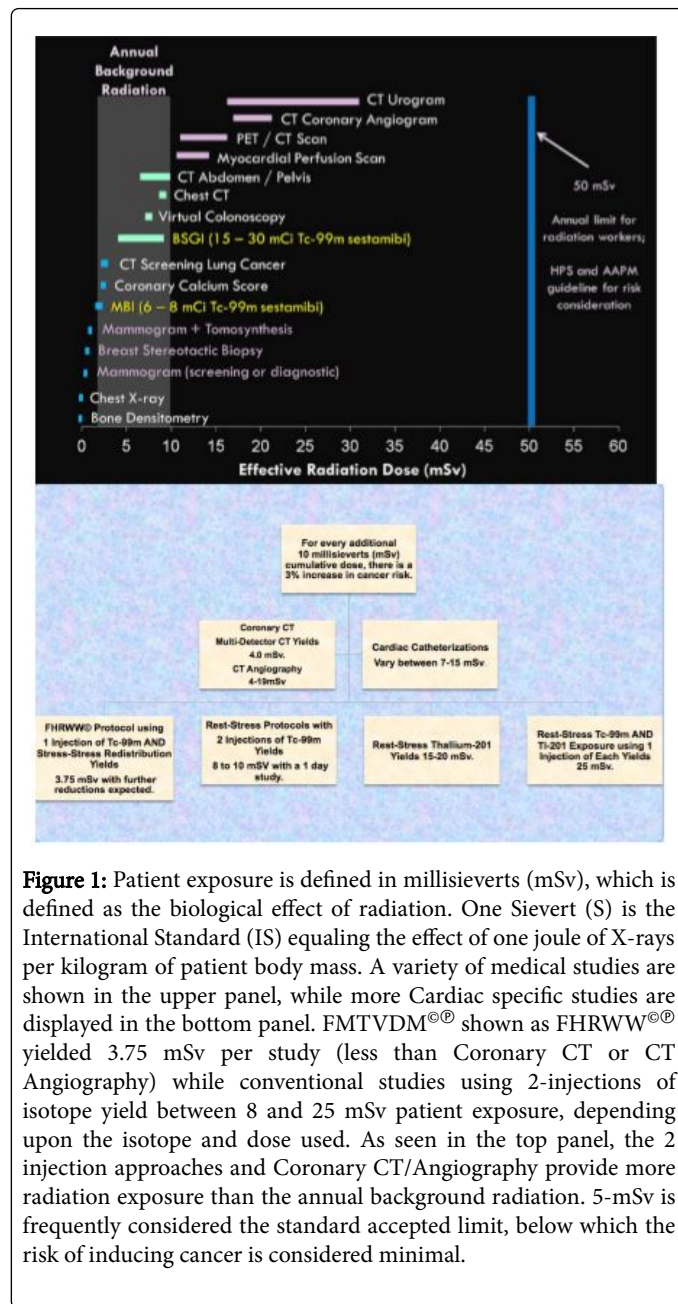 Annual
Background
Radiation
CT Urogram
CT Coronary Angiogram
PET / CT Scan
Myocardial Perfusion Scan
CT Abdomen / Pelvis
Chest CT
Virtual Colonoscopy
BSGI (15 – 30 mCi Tc-99m sestamibi)
CT Screening Lung Cancer
Coronary Calcium Score
MBI (6 – 8 mCi Tc-99m sestamibi)
Mammogram + Tomosynthesis
Breast Stereotactic Biopsy
Mammogram (screening or diagnostic)
Chest X-ray
Bone Densitometry
50 mSv
Annual limit for
radiation workers;
HPS and AAPM
guideline for risk
consideration
0 5 10 15 20 25 30 35 40 45 50 55 60
Effective Radiation Dose (mSv)
For every additional
10 millisieverts (mSv)
cumulative dose, there is a
3% increase in cancer risk.
Coronary CT
Multi-Detector CT Yields
4.0 mSv.
CT Angiography
4-19mSv
Cardiac Catheterizations
Vary between 7-15 mSv
FHRWW© Protocol using
1 Injection of Tc-99m AND
Stress-Stress Redistribution
Yields
3.75 mSv with further
reductions expected.
Rest-Stress Protocols with
2 Injections of Tc-99m
Yields
8 to 10 mSV with a 1 day
study.
Rest-Stress Thallium-201
Yields 15-20 mSv.
Rest-Stress Tc-99m AND
Tl-201 Exposure using 1
Injection of Each Yields
25 mSv.
Figure 1: Patient exposure is defined in millisieverts (mSv), which is
defined as the biological effect of radiation. One Sievert (S) is the
International Standard (IS) equaling the effect of one joule of X-rays
per kilogram of patient body mass. A variety of medical studies are
shown in the upper panel, while more Cardiac specific studies are
displayed in the bottom panel. FMTVDM©℗ shown as FHRWW©℗
yielded 3.75 mSv per study (less than Coronary CT or CT
Angiography) while conventional studies using 2-injections of
isotope yield between 8 and 25 mSv patient exposure, depending
upon the isotope and dose used. As seen in the top panel, the 2
injection approaches and Coronary CT/Angiography provide more
radiation exposure than the annual background radiation. 5-mSv is
frequently considered the standard accepted limit, below which the
risk of inducing cancer is considered minimal.